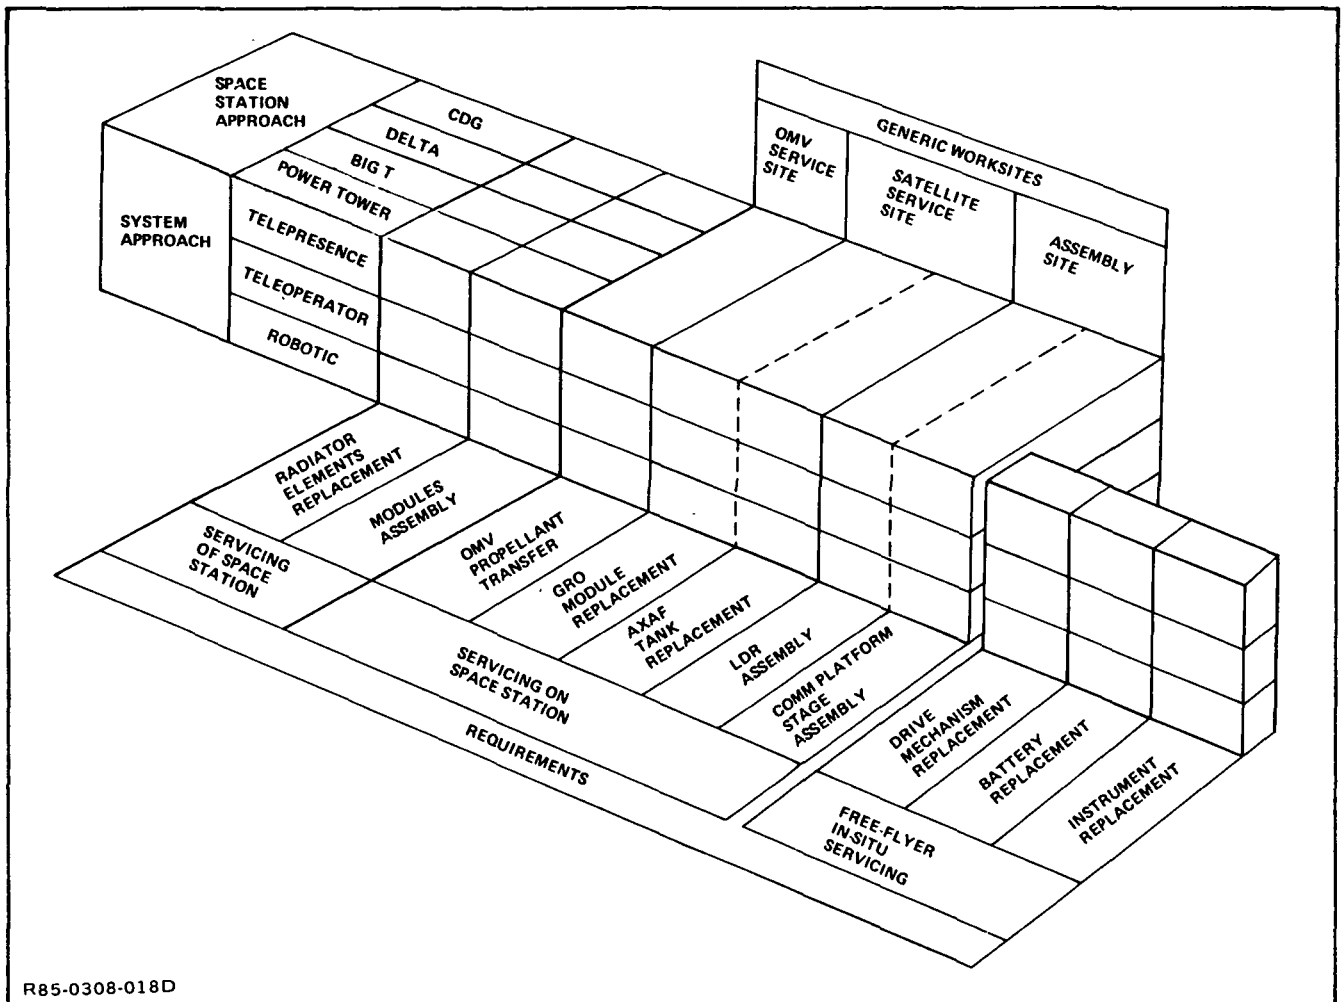 SPACE
STATION
APPROACH
CDG
DELTA
BIG T
POWER TOWER
SYSTEM
APPROACH
TELEPRESENCE
TELEOPERATOR
ROBOTIC
GENERIC WORKSITES
OMV
SERVICE
SITE
SATELLITE
SERVICE
SITE
ASSEMBLY
SITE
RADIATOR
ELEMENTS
REPLACEMENT
MODULES
ASSEMBLY
OMV
PROPELLANT
TRANSFER
GRO
MODULE
REPLACEMENT
AXAF
TANK
REPLACEMENT
LDR
ASSEMBLY
COMM PLATFORM
STAGE
ASSEMBLY
DRIVE
MECHANISM
REPLACEMENT
BATTERY
REPLACEMENT
INSTRUMENT
REPLACEMENT
SERVICING
OF SPACE
STATION
SERVICING ON
SPACE STATION
FREE-FLYER
IN-SITU
SERVICING
REQUIREMENTS
R85-0308-018D